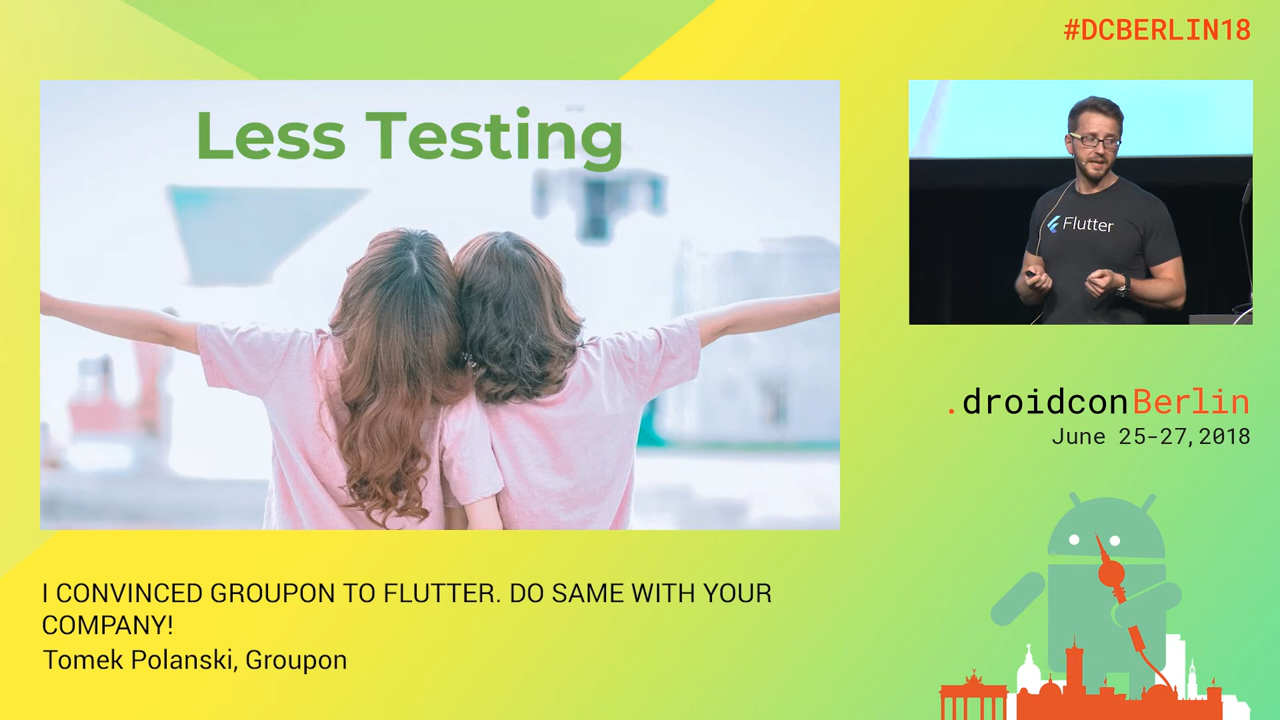 #DCBERLIN18
Less Testing
Flutter
.droidconBerlin
June 25-27, 2018
I CONVINCED GROUPON TO FLUTTER. DO SAME WITH YOUR
COMPANY!
Tomek Polanski, Groupon